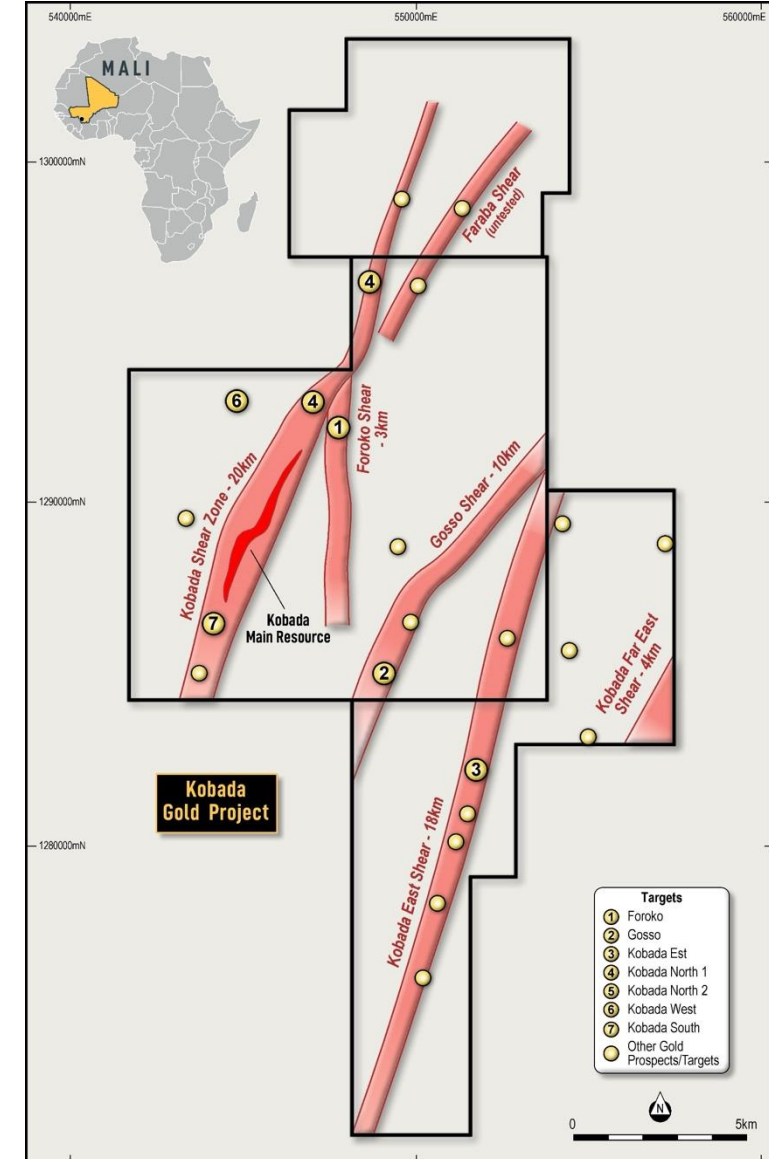 540000mE
550000mE
560000mE
MALI
1300000mN
1290000mN
1280000mN
Faraba Shear
(untested)
4
6
4
1
Foroko Shear
- 3km
Kobada Shear Zone - 20km
Gosso Shear - 10km
Kobada
Main Resource
7
2
Kobada Far East
Shear - 4km
3
Kobada East Shear - 18km
Kobada
Gold Project
Targets
1 Foroko
2 Gosso
3 Kobada Est
4 Kobada North 1
5 Kobada North 2
6 Kobada West
7 Kobada South
Other Gold
Prospects/Targets
N
0
5km